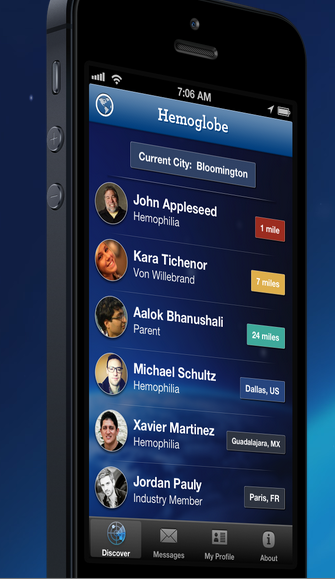 7:06 AM
Hemoglobe
Current City: Bloomington
John Appleseed
Hemophilia
1 mile
Kara Tichenor
Von Willebrand
7 miles
Aalok Bhanushali
Parent
24 miles
Michael Schultz
Hemophilia
Dallas, US
Xavier Martinez
Hemophilia
Guadalajara, MX
Jordan Pauly
Industry Member
Paris, FR
Discover
Messages
My Profile
About